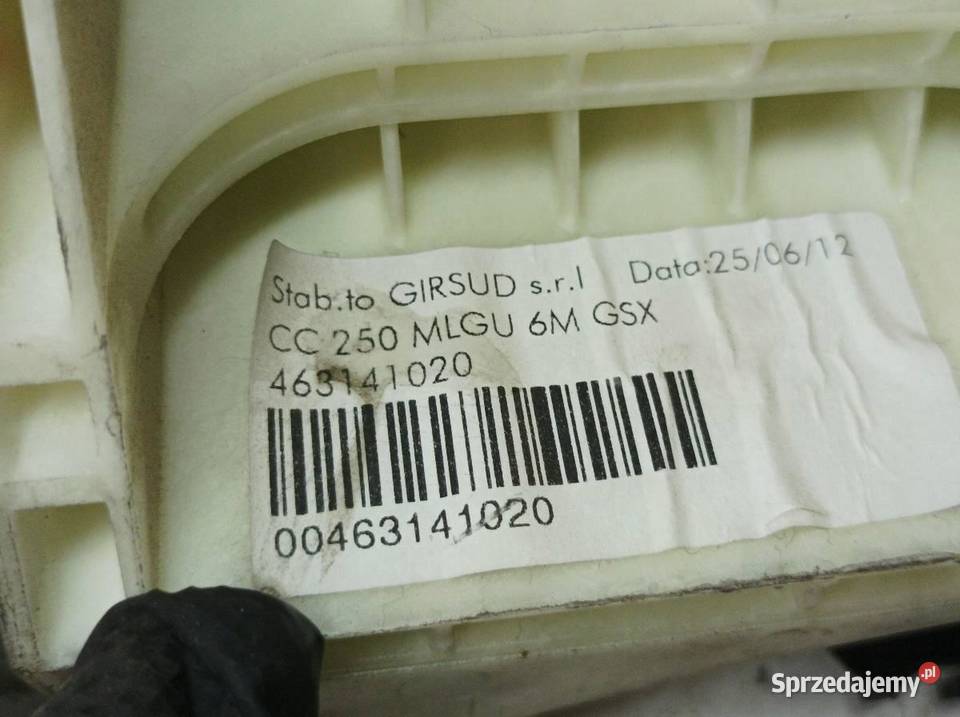 Stab.to GIRSUD s.r.l Data:25/06/12
CC 250 MLGU 6M GSX
463141020
00463141020
Sprzedajemy.pl